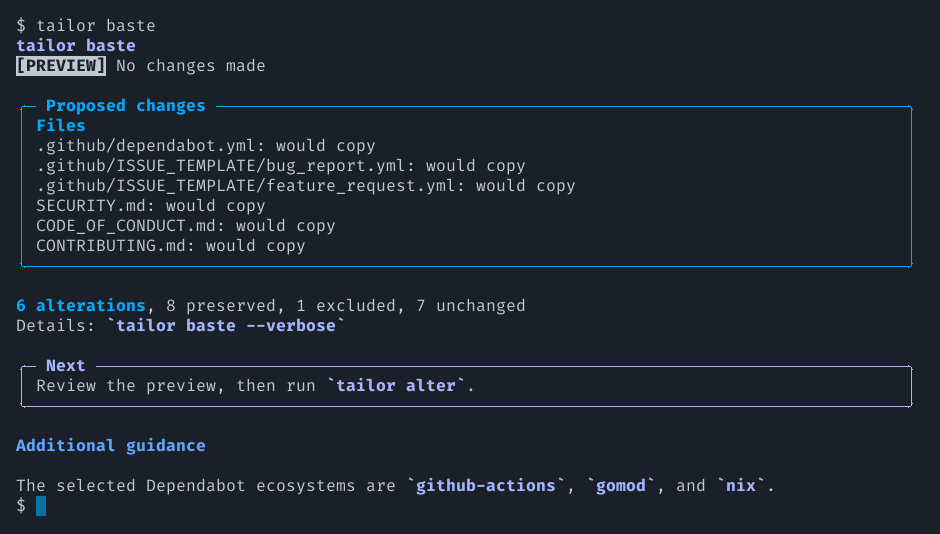 $ tailor baste
tailor baste
[PREVIEW] No changes made
Proposed changes
Files
.github/dependabot.yml: would copy
.github/ISSUE_TEMPLATE/bug_report.yml: would copy
.github/ISSUE_TEMPLATE/feature_request.yml: would copy
SECURITY.md: would copy
CODE_OF_CONDUCT.md: would copy
CONTRIBUTING.md: would copy
6 alterations, 8 preserved, 1 excluded, 7 unchanged
Details: `tailor baste --verbose`
Next
Review the preview, then run `tailor alter`.
Additional guidance
The selected Dependabot ecosystems are `github-actions`, `gomod`, and `nix`.
$